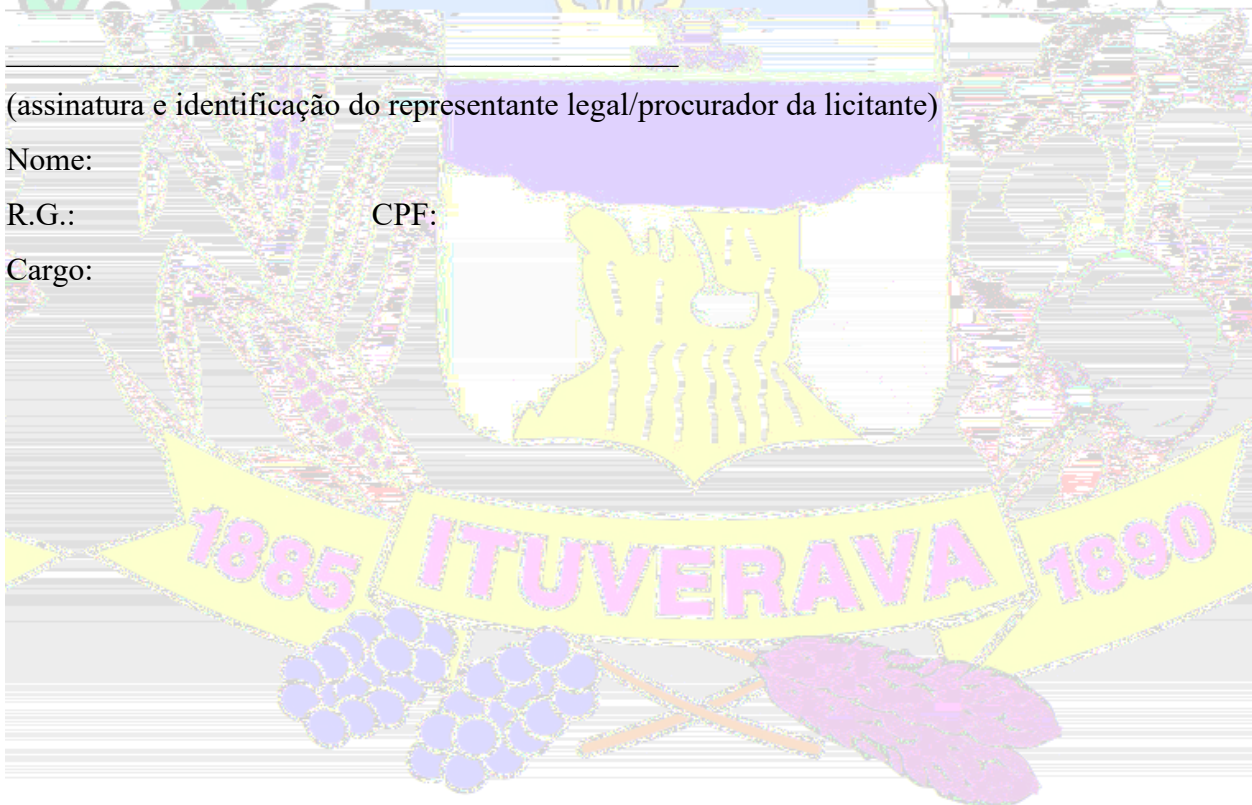 (assinatura e identificação do representante legal/procurador da licitante)
Nome:
R.G.: CPF:
Cargo:
1885 ITUVERAVA 1890